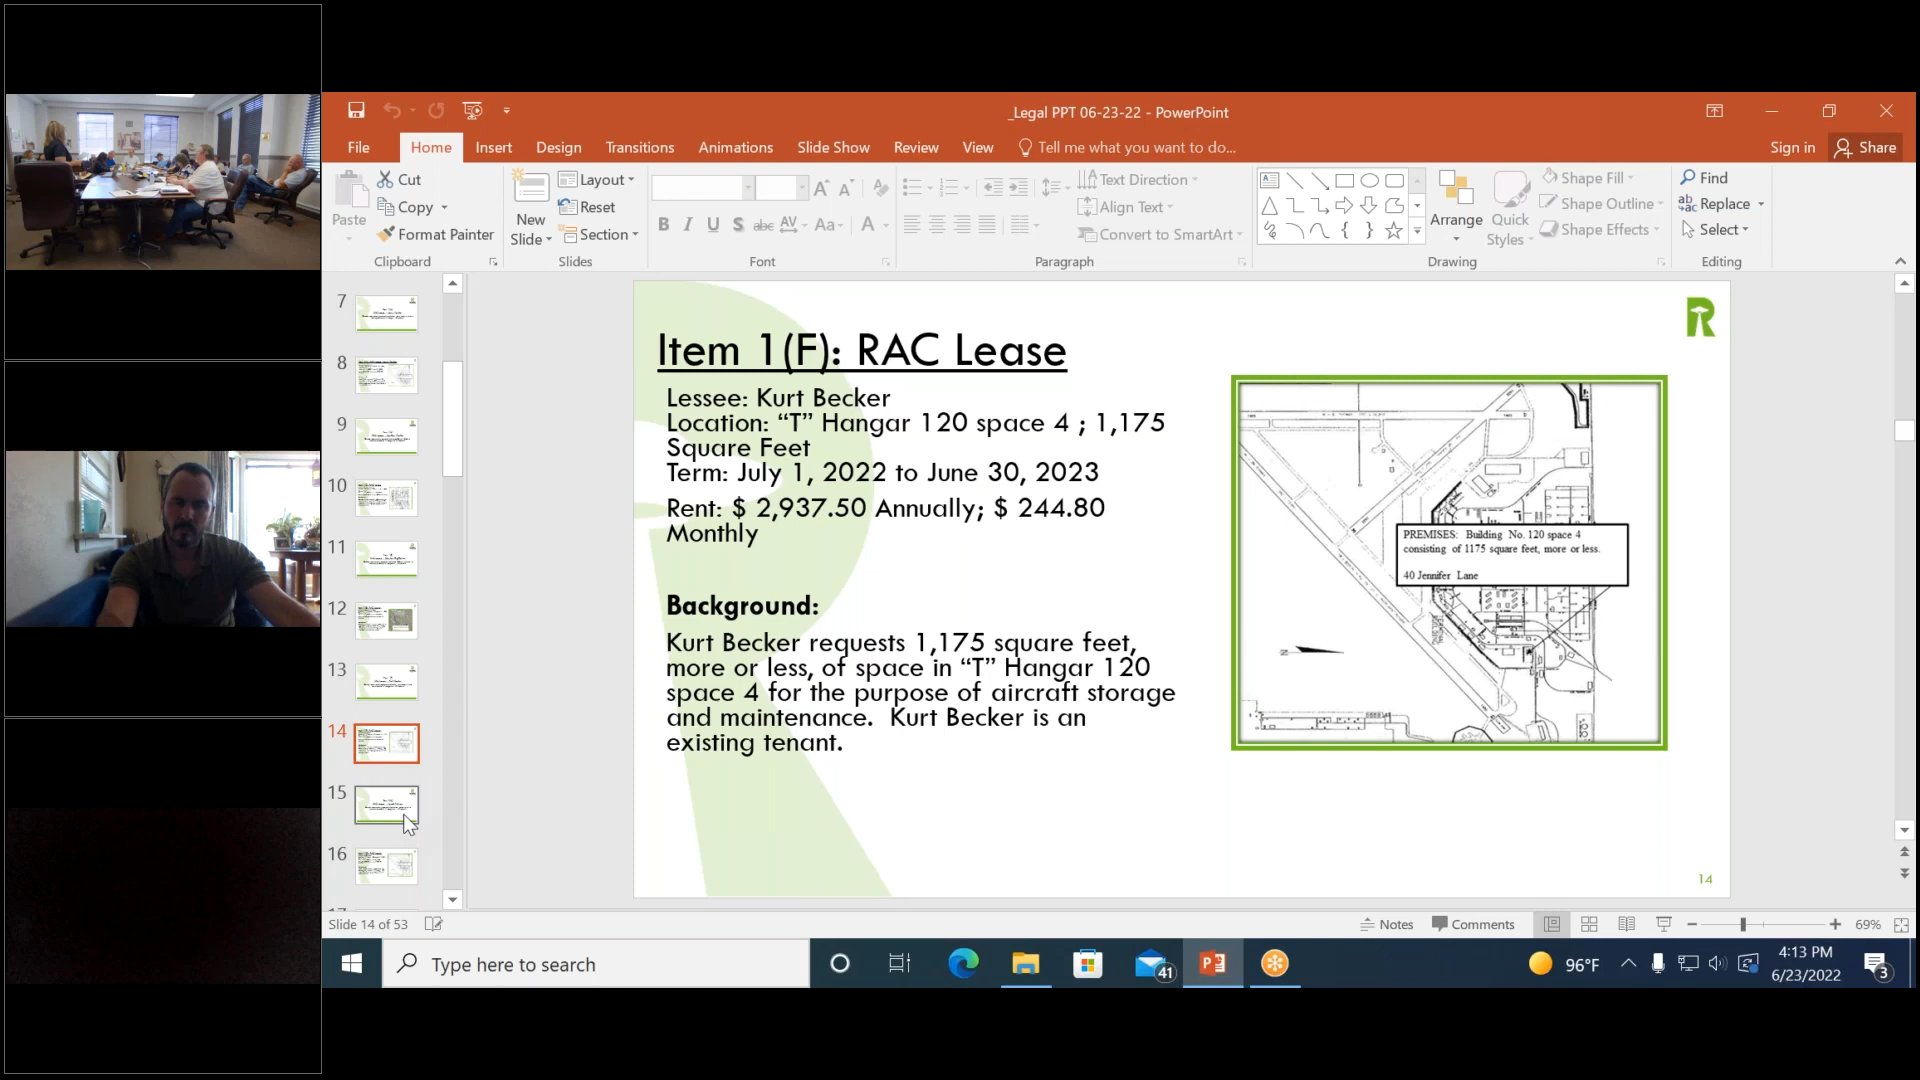 _Legal PPT 06-23-22 - PowerPoint
File Home Insert Design Transitions Animations Slide Show Review View Tell me what you want to do... Sign in Share
Paste
Cut
Copy
Format Painter
Clipboard
New Slide
Layout
Reset
Section
Slides
B I U S abc AV Aa A
Font
Text Direction
Align Text
Convert to SmartArt
Paragraph
Arrange
Quick Styles
Shape Fill
Shape Outline
Shape Effects
Drawing
Find
Replace
Select
Editing
7
8
9
10
11
12
13
14
15
16
R
Item 1(F): RAC Lease
Lessee: Kurt Becker
Location: “T” Hangar 120 space 4 ; 1,175
Square Feet
Term: July 1, 2022 to June 30, 2023
Rent: $ 2,937.50 Annually; $ 244.80
Monthly
Background:
Kurt Becker requests 1,175 square feet,
more or less, of space in “T” Hangar 120
space 4 for the purpose of aircraft storage
and maintenance.  Kurt Becker is an
existing tenant.
PREMISES: Building No. 120 space 4
consisting of 1175 square feet, more or less.
40 Jennifer Lane
14
Slide 14 of 53
Notes Comments 69%
Type here to search
41
96°F
4:13 PM
6/23/2022
3